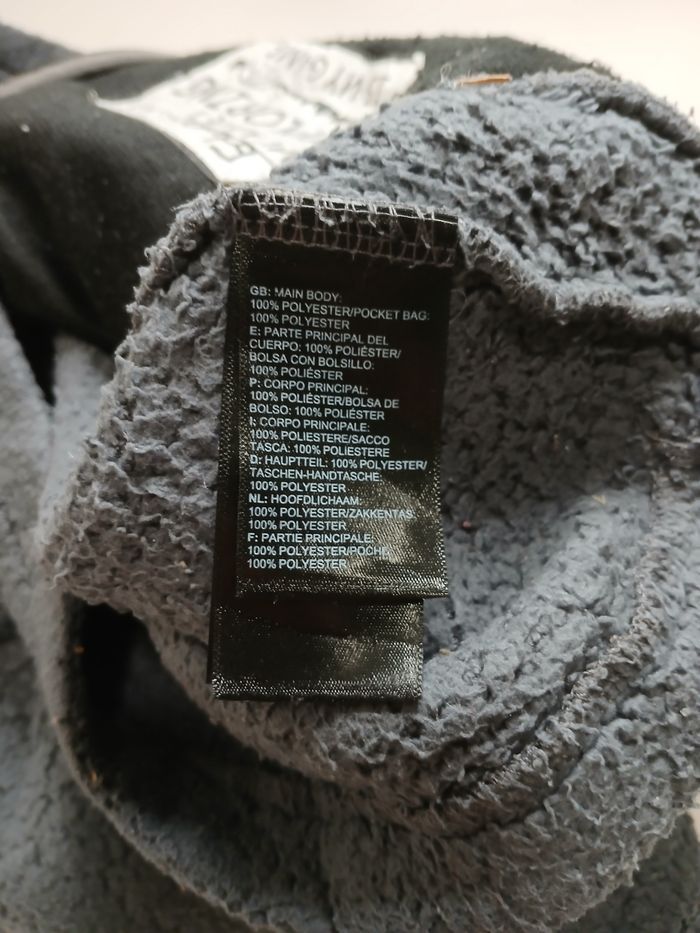 GB: MAIN BODY:
100% POLYESTER/POCKET BAG:
100% POLYESTER
E: PARTE PRINCIPAL DEL
CUERPO: 100% POLIÉSTER/
BOLSA CON BOLSILLO:
100% POLIÉSTER
P: CORPO PRINCIPAL:
100% POLIÉSTER/BOLSA DE
BOLSO: 100% POLIÉSTER
I: CORPO PRINCIPALE:
100% POLIESTERE/SACCO
TASCA: 100% POLIESTERE
D: HAUPTTEIL: 100% POLYESTER/
TASCHEN-HANDTASCHE:
100% POLYESTER
NL: HOOFDLICHAAM:
100% POLYESTER/ZAKKENTAS:
100% POLYESTER
F: PARTIE PRINCIPALE:
100% POLYESTER/POCHE:
100% POLYESTER